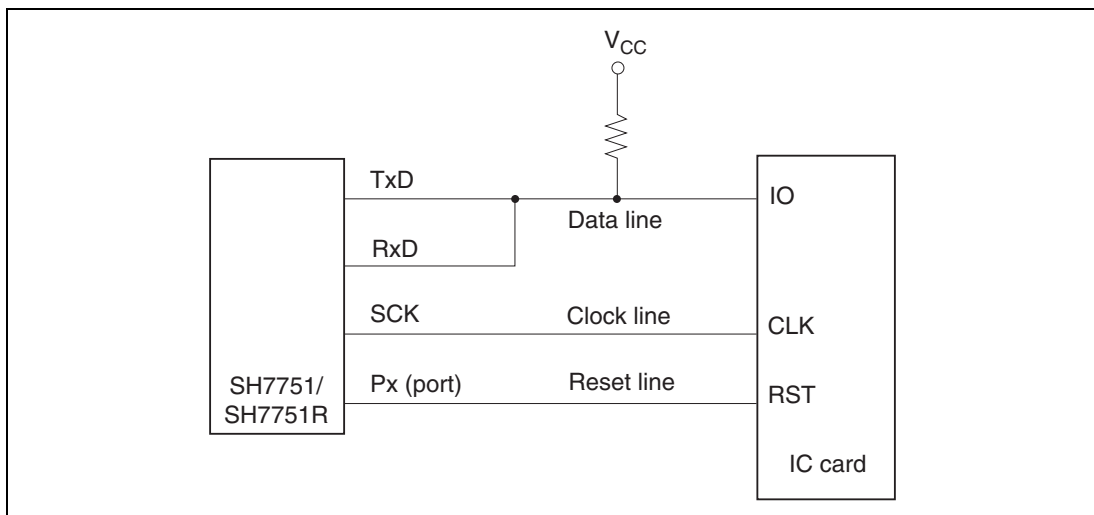 VCC
TxD
IO
Data line
RxD
SCK
Clock line
CLK
Px (port)
Reset line
RST
SH7751/
SH7751R
IC card